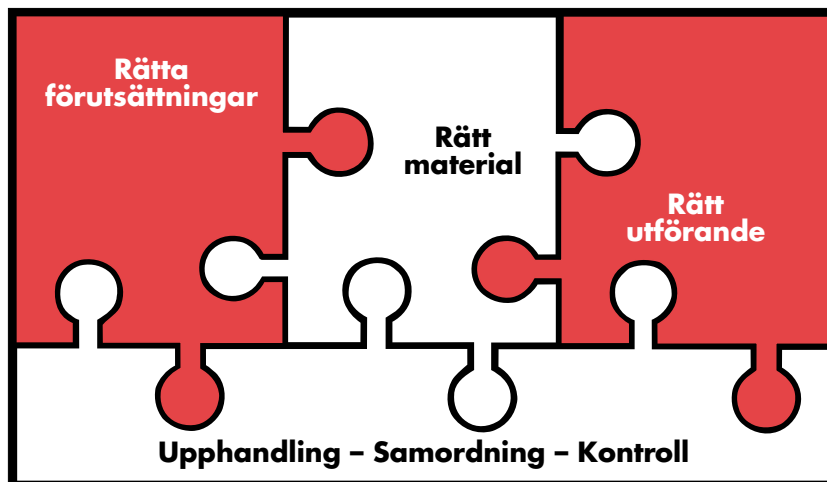 Rätta
förutsättningar
Rätt
material
Rätt
utförande
Upphandling – Samordning – Kontroll